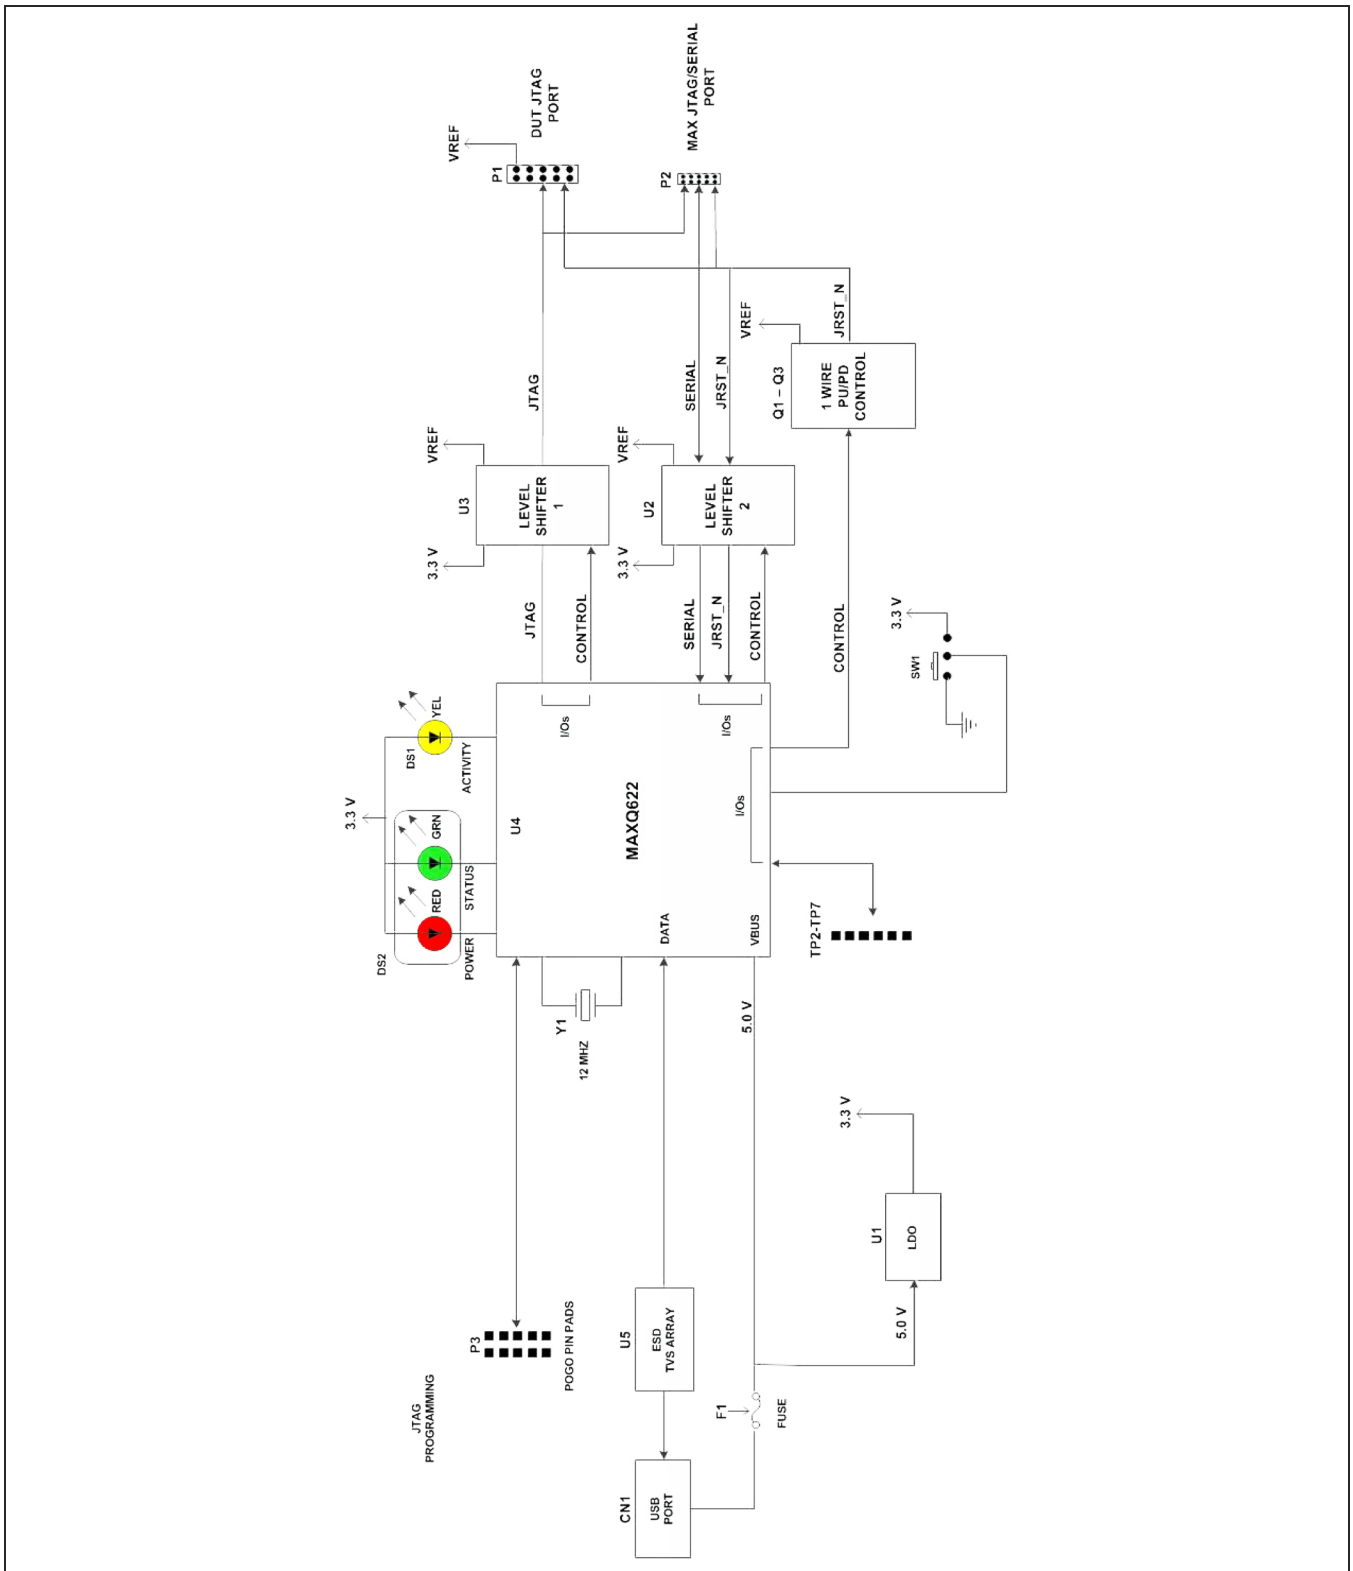 DUT JTAG
PORT
MAX JTAG/SERIAL
PORT
VREF
P1
P2
JTAG
SERIAL
JRST_N
VREF
JRST_N
Q1 – Q3
1 WIRE
PU/PD
CONTROL
VREF
U3
LEVEL
SHIFTER
1
3.3 V
VREF
U2
LEVEL
SHIFTER
2
3.3 V
JTAG
CONTROL
SERIAL
JRST_N
CONTROL
CONTROL
3.3 V
SW1
3.3 V
DS1
YEL
ACTIVITY
GRN
STATUS
RED
POWER
DS2
U4
MAXQ622
I/Os
I/Os
I/Os
DATA
VBUS
TP2-TP7
Y1
12 MHZ
5.0 V
3.3 V
U1
LDO
5.0 V
P3
POGO PIN PADS
JTAG
PROGRAMMING
U5
ESD
TVS ARRAY
F1
FUSE
CN1
USB
PORT